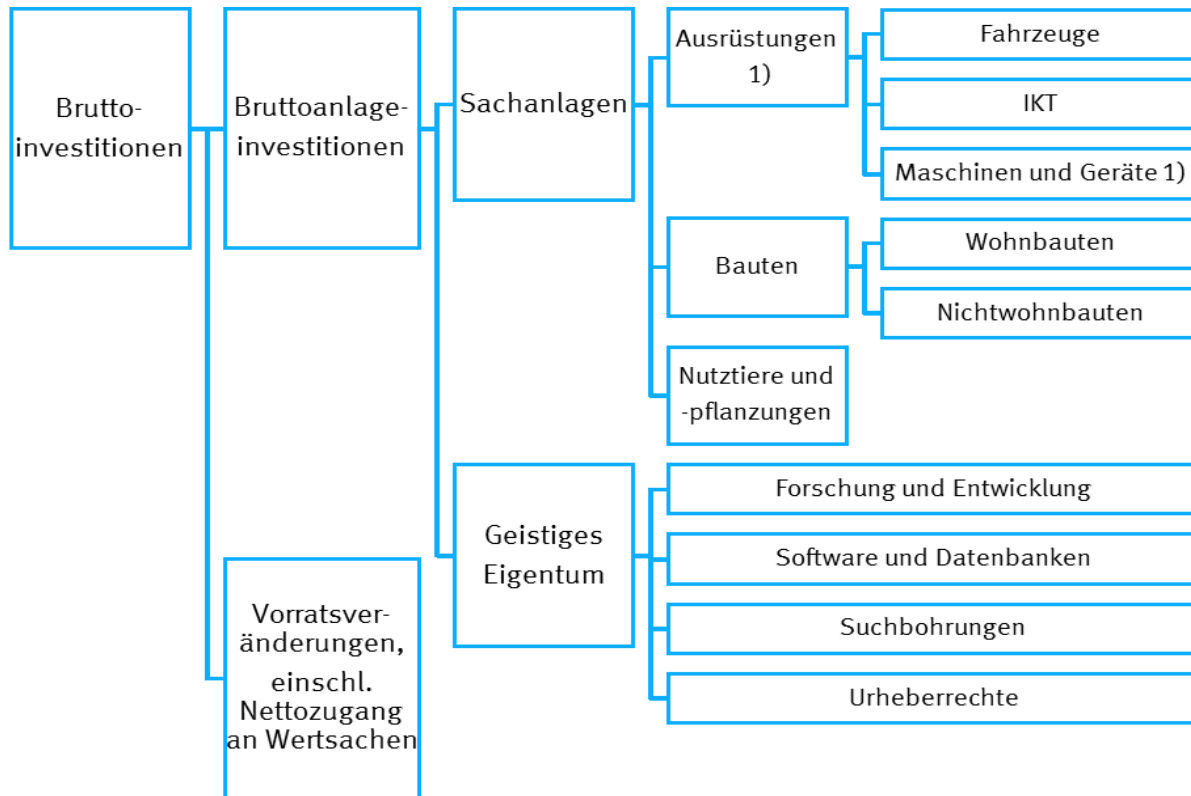 Brutto-
investitionen
Bruttoanlage-
investitionen
Sachanlagen
Ausrüstungen
1)
Fahrzeuge
IKT
Maschinen und Geräte 1)
Bauten
Wohnbauten
Nichtwohnbauten
Nutztiere und
-pflanzungen
Geistiges
Eigentum
Forschung und Entwicklung
Software und Datenbanken
Suchbohrungen
Urheberrechte
Vorratsver-
änderungen,
einschl.
Nettozugang
an Wertsachen